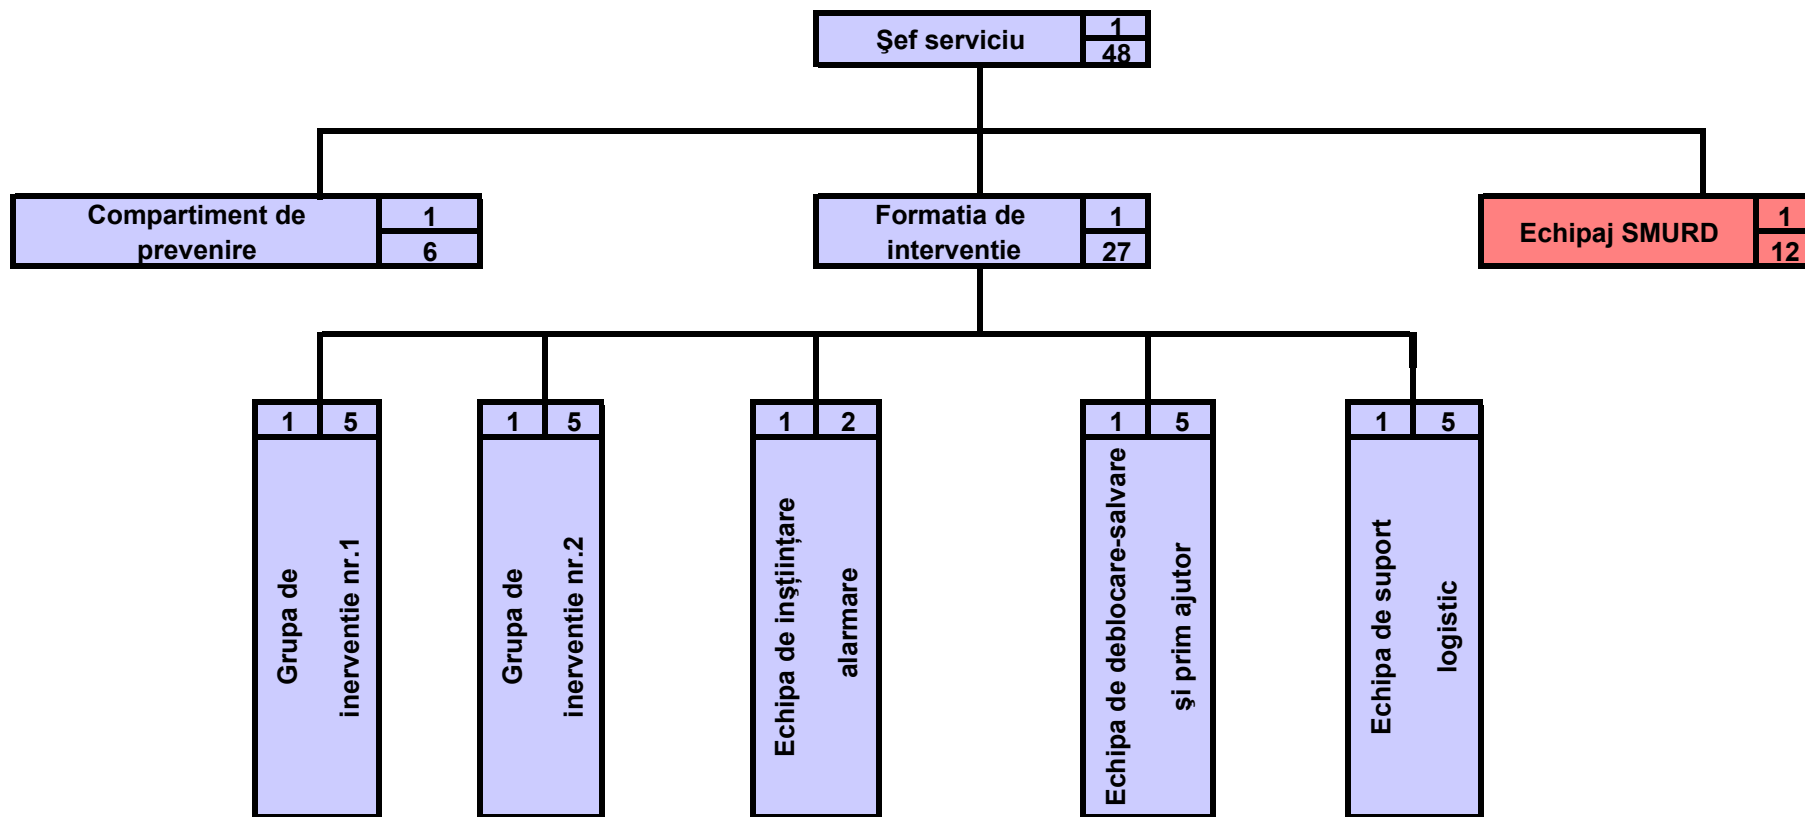 Şef serviciu
1
48
Compartiment de
prevenire
1
6
Formatia de
interventie
1
27
Echipaj SMURD
1
12
1 5
Grupa de
inerventie nr.1
1 5
Grupa de
inerventie nr.2
1 2
Echipa de inştiinţare
alarmare
1 5
Echipa de deblocare-salvare
şi prim ajutor
1 5
Echipa de suport
logistic